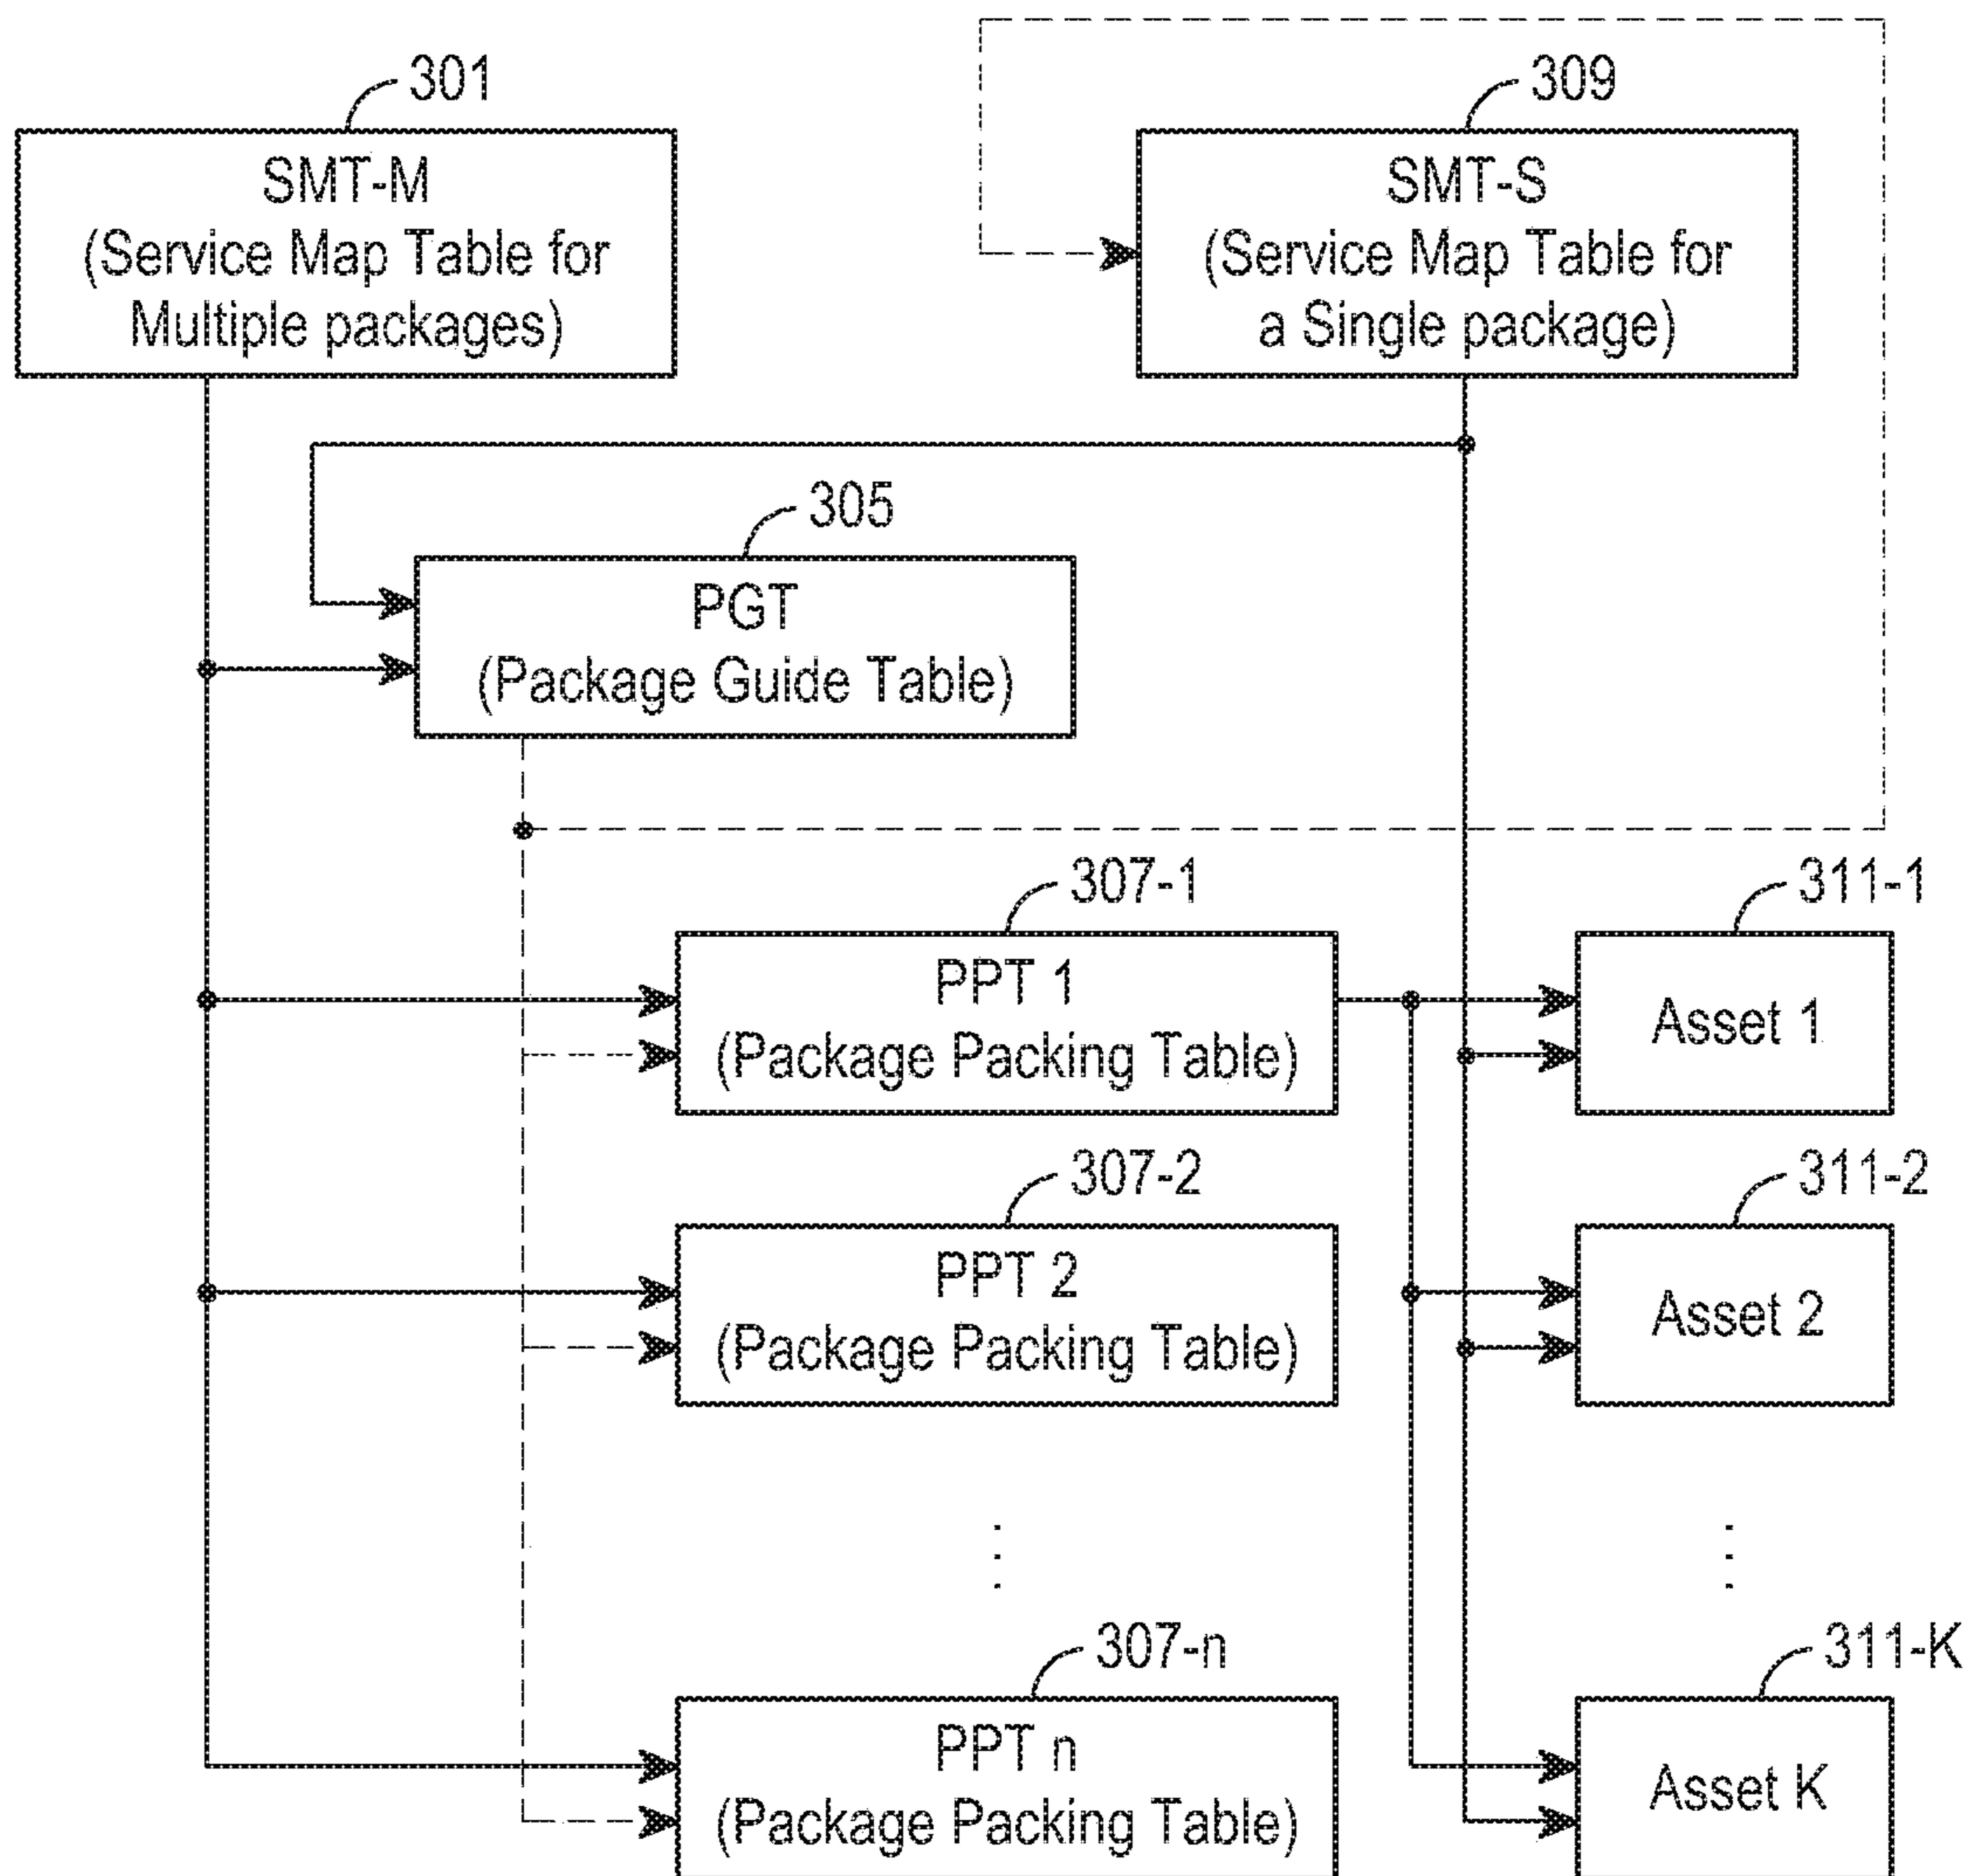 301
SMT-M
(Service Map Table for
Multiple packages)
309
SMT-S
(Service Map Table for
a Single package)
305
PGT
(Package Guide Table)
307-1
PPT 1
(Package Packing Table)
311-1
Asset 1
307-2
PPT 2
(Package Packing Table)
311-2
Asset 2
307-n
PPT n
(Package Packing Table)
311-K
Asset K